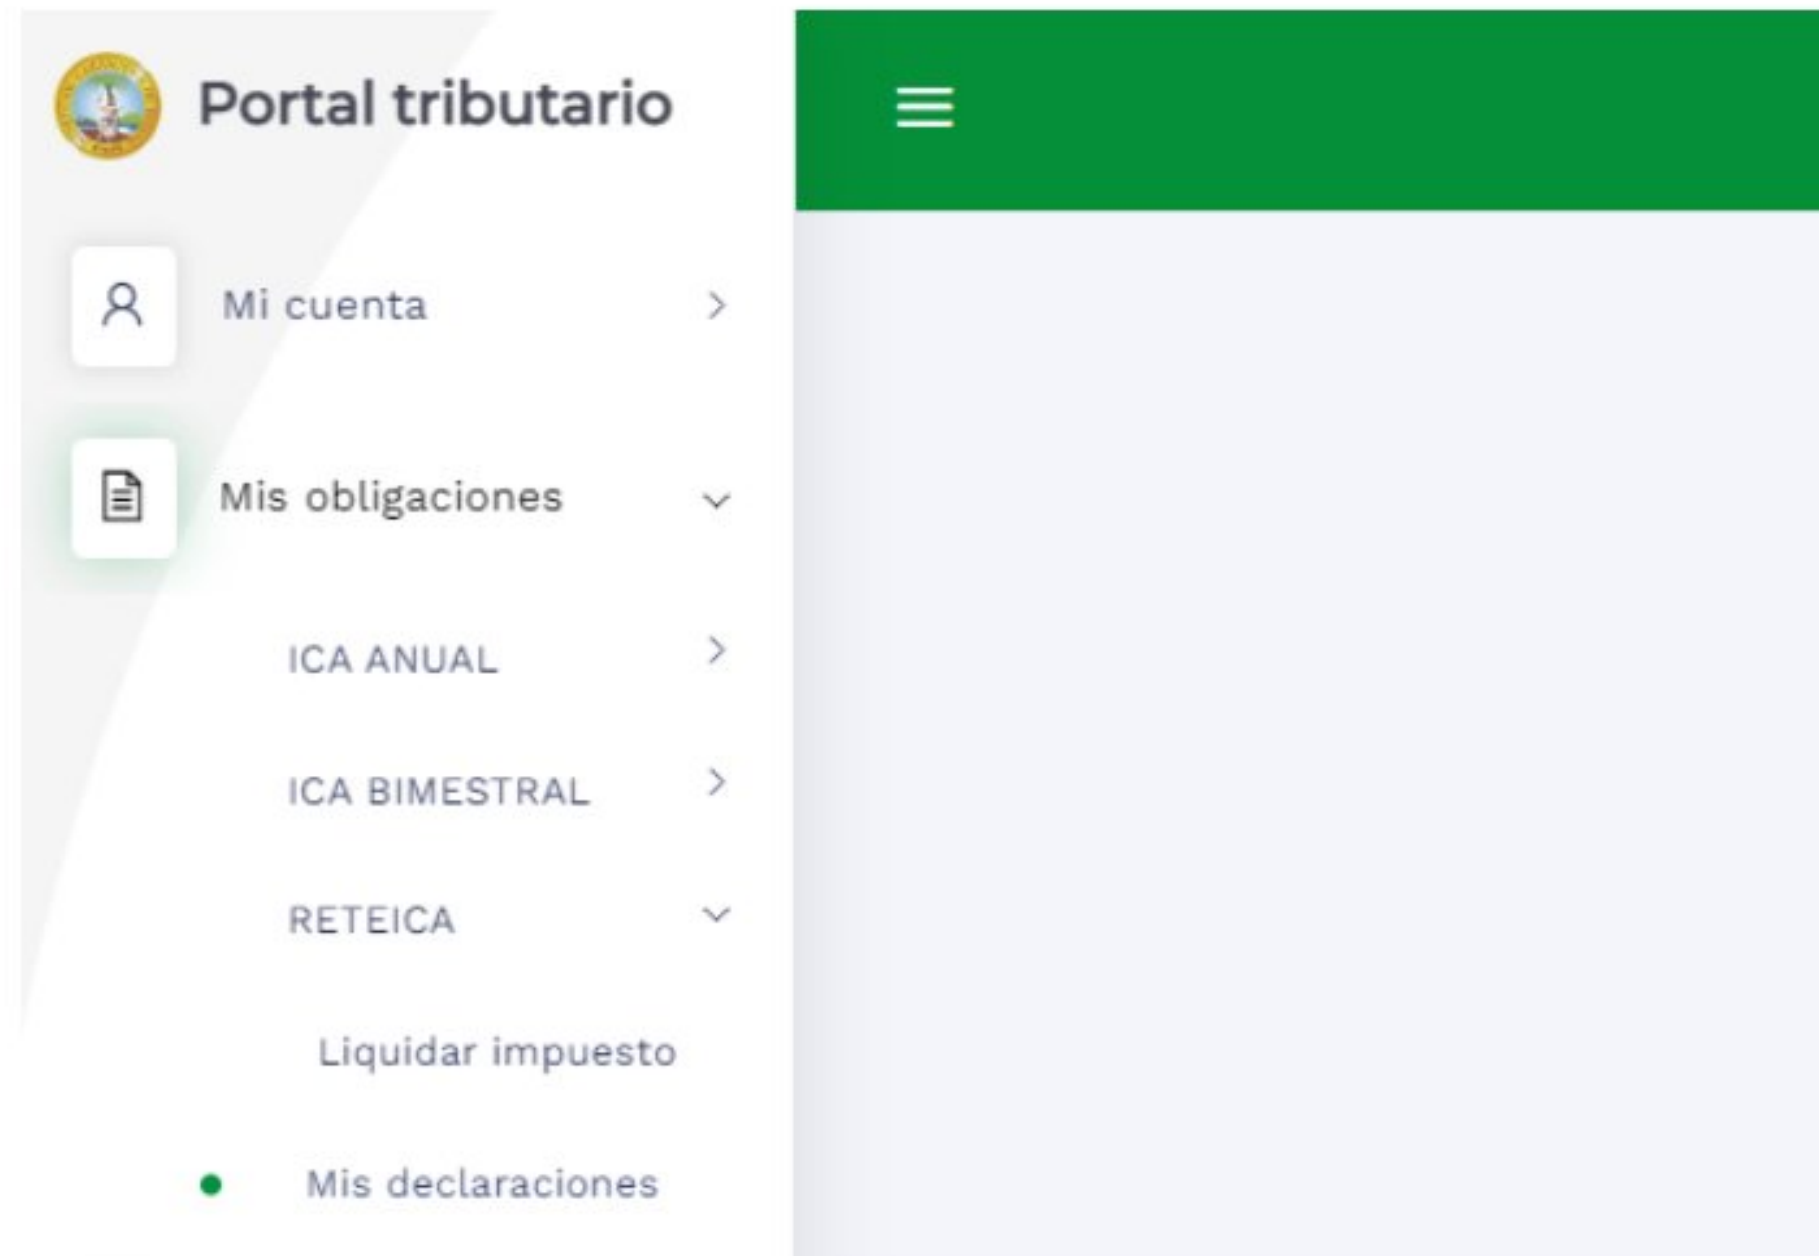 Portal tributario
Mi cuenta
Mis obligaciones
ICA ANUAL
ICA BIMESTRAL
RETEICA
Liquidar impuesto
Mis declaraciones